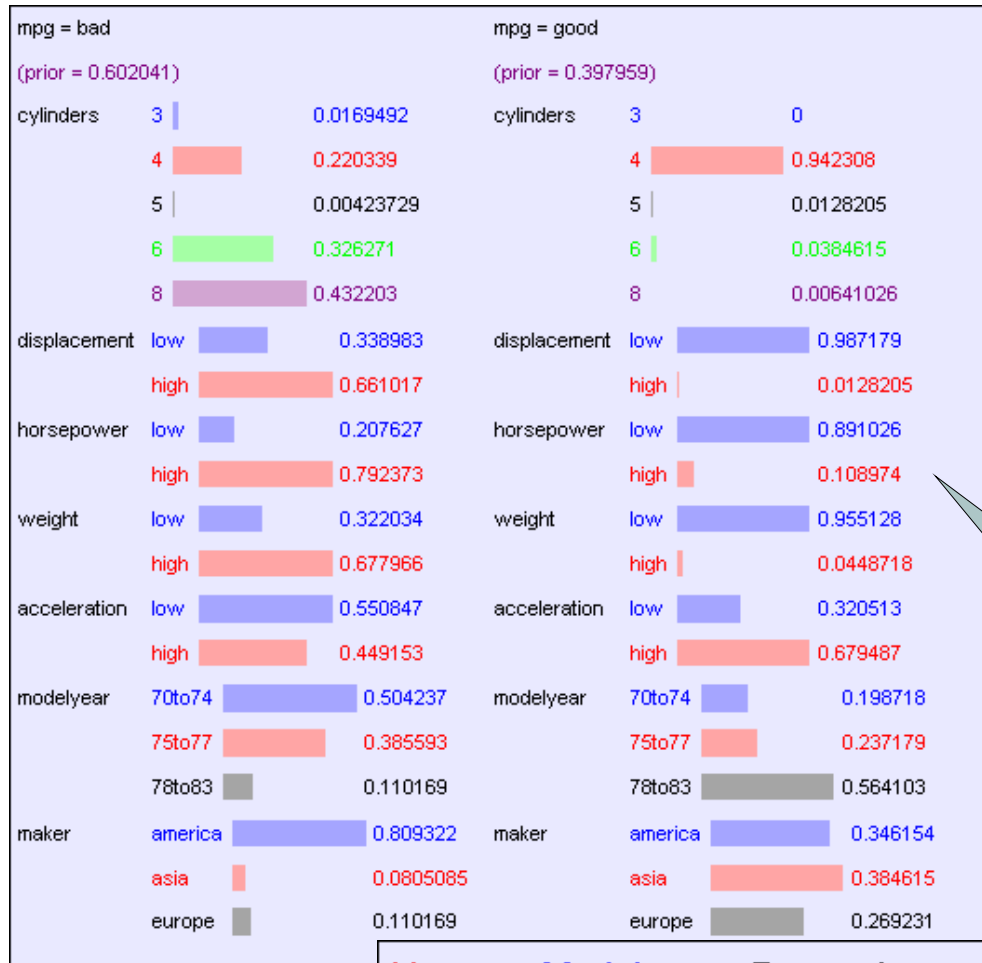 mpg = bad mpg = good
(prior = 0.602041) (prior = 0.397959)
cylinders 3 0.0169492 cylinders 3 0
4 0.220339 4 0.942308
5 0.00423729 5 0.0128205
6 0.326271 6 0.0384615
8 0.432203 8 0.00641026
displacement low 0.338983 displacement low 0.987179
high 0.661017 high 0.0128205
horsepower low 0.207627 horsepower low 0.891026
high 0.792373 high 0.108974
weight low 0.322034 weight low 0.955128
high 0.677966 high 0.0448718
acceleration low 0.550847 acceleration low 0.320513
high 0.449153 high 0.679487
modelyear 70to74 0.504237 modelyear 70to74 0.198718
75to77 0.385593 75to77 0.237179
78to83 0.110169 78to83 0.564103
maker america 0.809322 maker america 0.346154
asia 0.0805085 asia 0.384615
europe 0.110169 europe 0.269231